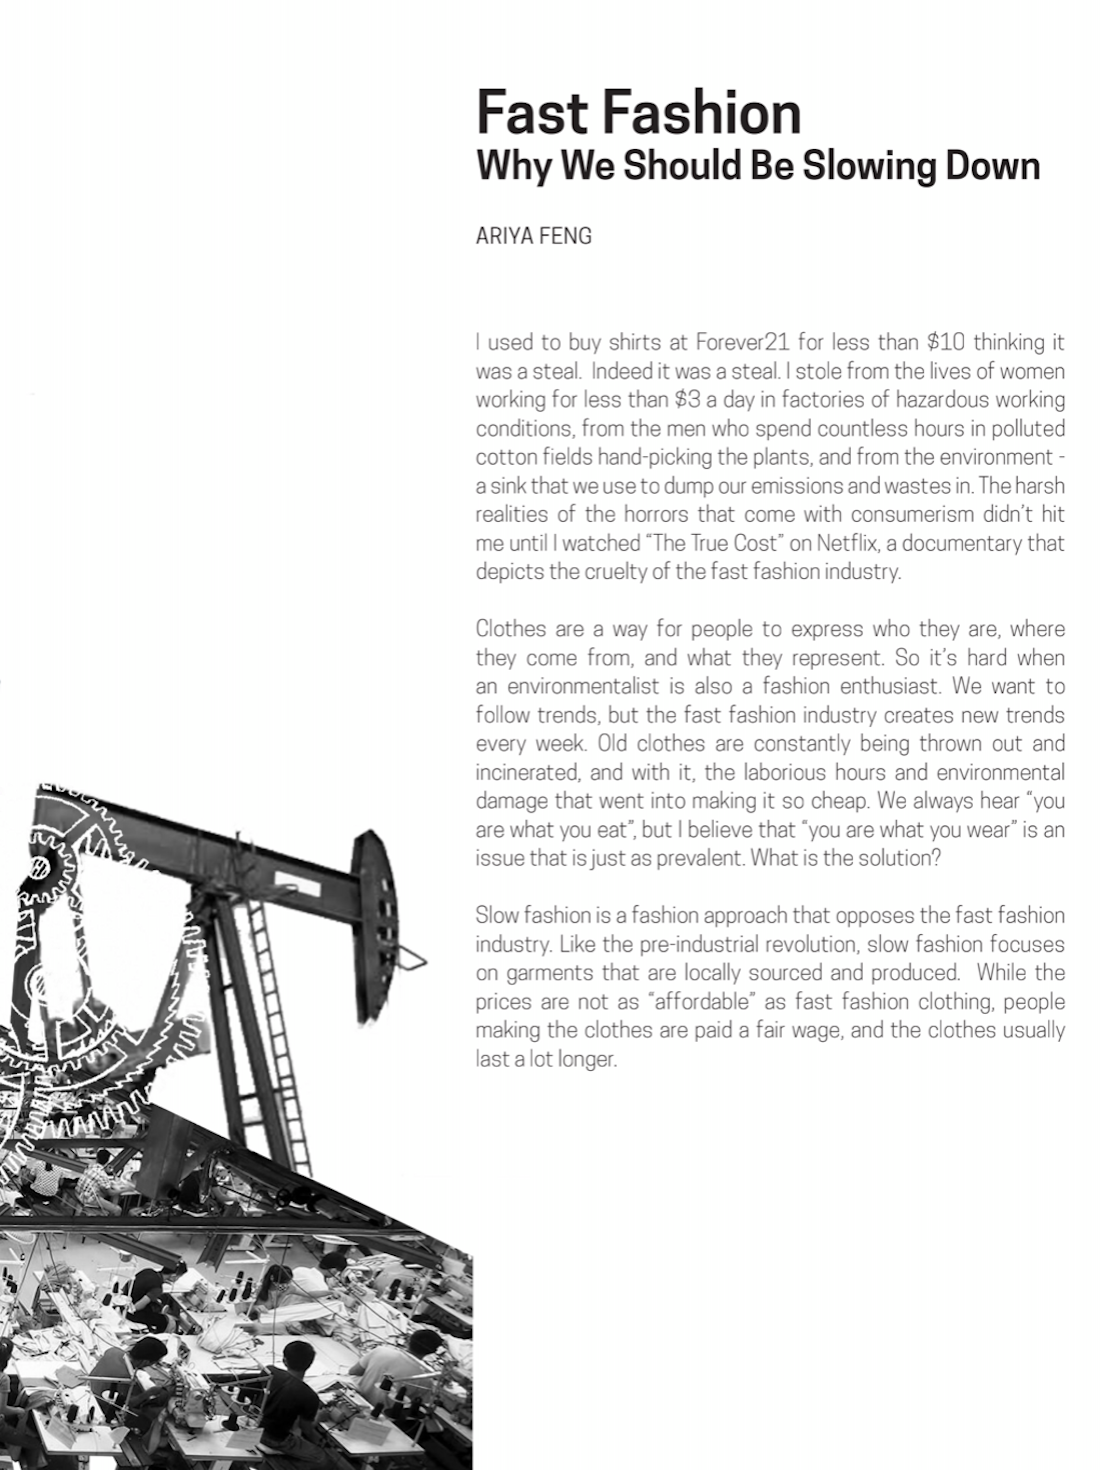 Fast Fashion
Why We Should Be Slowing Down
ARIYA FENG
I used to buy shirts at Forever21 for less than $10 thinking it
was a steal. Indeed it was a steal. I stole from the lives of women
working for less than $3 a day in factories of hazardous working
conditions, from the men who spend countless hours in polluted
cotton fields hand-picking the plants, and from the environment -
a sink that we use to dump our emissions and wastes in. The harsh
realities of the horrors that come with consumerism didn’t hit
me until I watched “The True Cost” on Netflix, a documentary that
depicts the cruelty of the fast fashion industry.
Clothes are a way for people to express who they are, where
they come from, and what they represent. So it’s hard when
an environmentalist is also a fashion enthusiast. We want to
follow trends, but the fast fashion industry creates new trends
every week. Old clothes are constantly being thrown out and
incinerated, and with it, the laborious hours and environmental
damage that went into making it so cheap. We always hear “you
are what you eat”, but I believe that “you are what you wear” is an
issue that is just as prevalent. What is the solution?
Slow fashion is a fashion approach that opposes the fast fashion
industry. Like the pre-industrial revolution, slow fashion focuses
on garments that are locally sourced and produced. While the
prices are not as “affordable” as fast fashion clothing, people
making the clothes are paid a fair wage, and the clothes usually
last a lot longer.